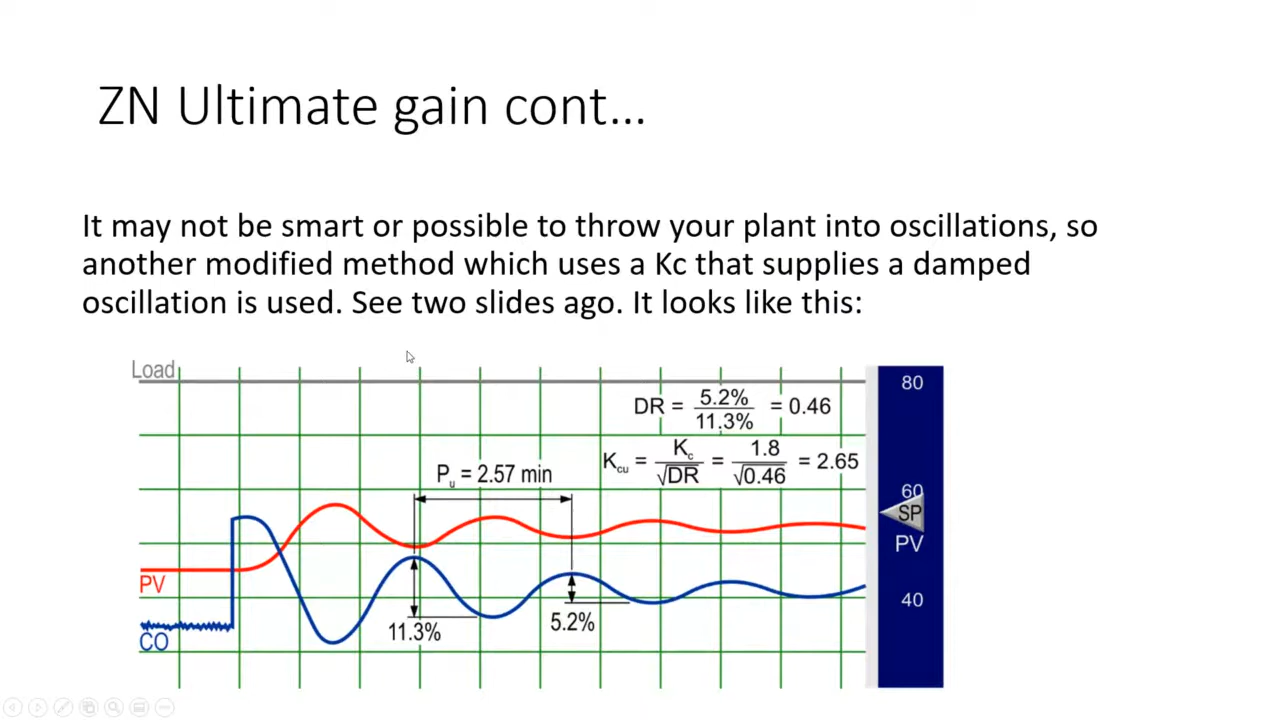 ZN Ultimate gain cont…
It may not be smart or possible to throw your plant into oscillations, so
another modified method which uses a Kc that supplies a damped
oscillation is used. See two slides ago. It looks like this:
Load
DR = 5.2% / 11.3% = 0.46
Kcu = Kc / √DR = 1.8 / √0.46 = 2.65
Pu = 2.57 min
PV
CO
11.3%
5.2%
80
60
SP
PV
40